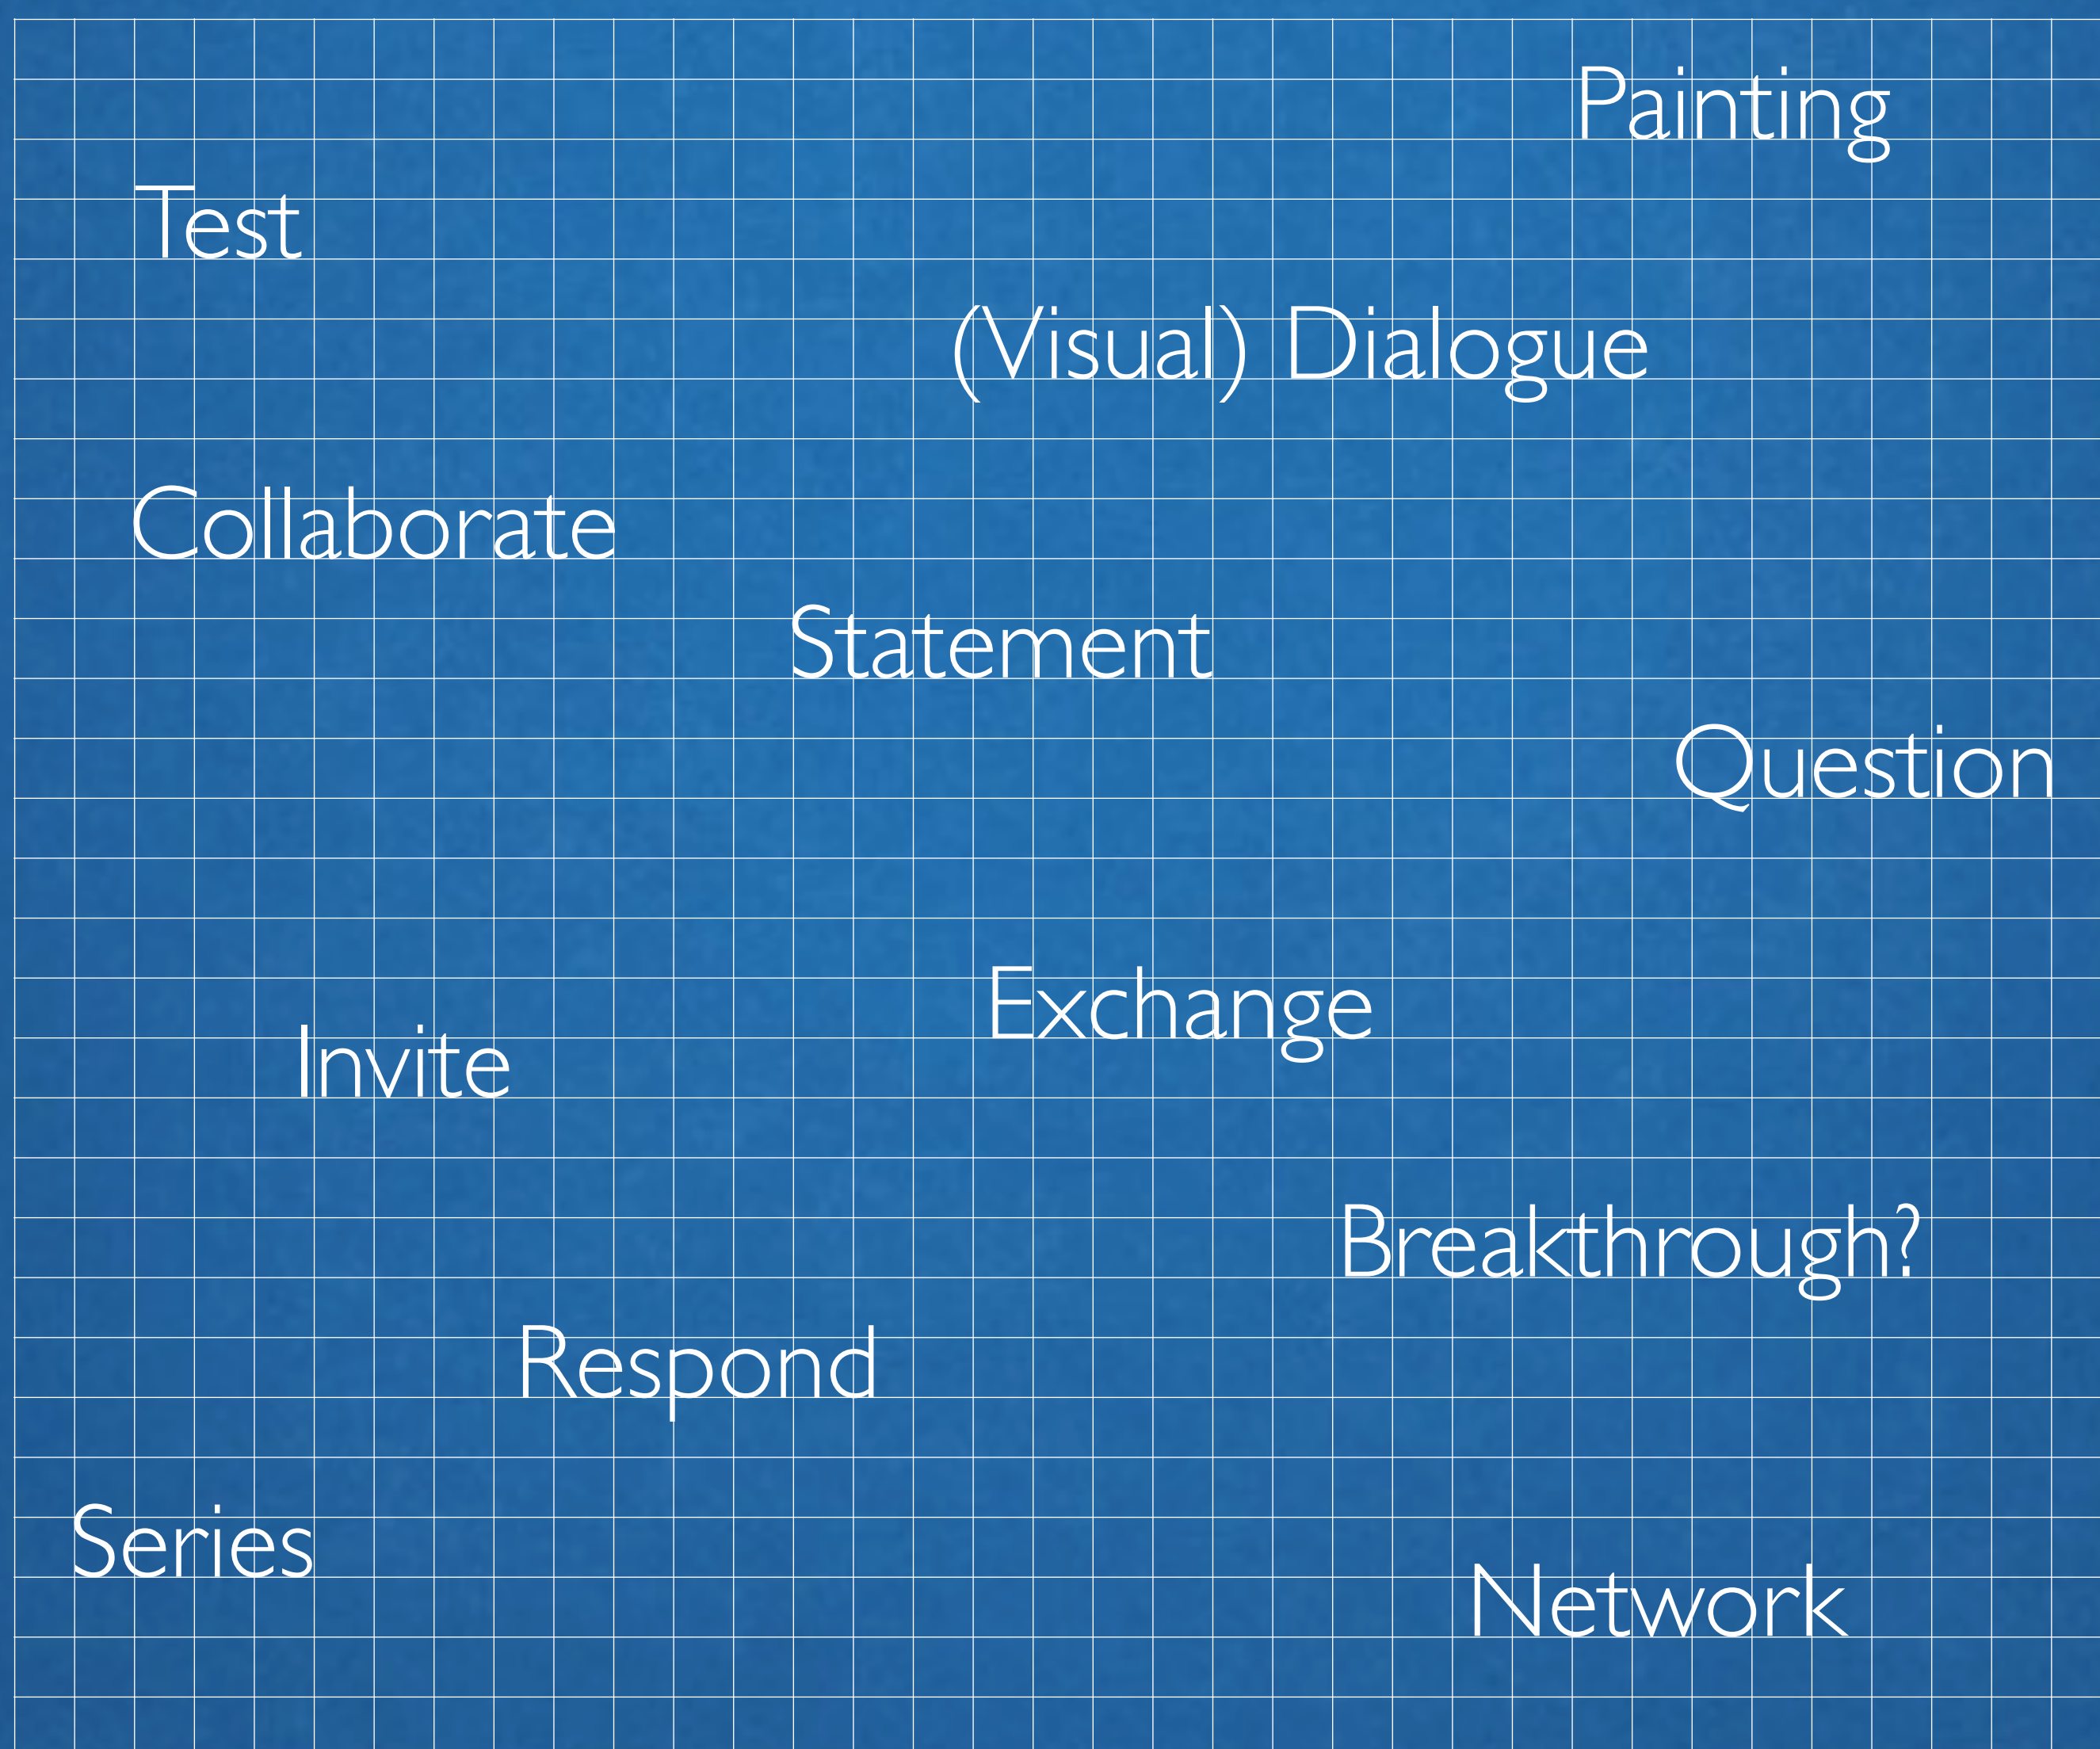 Painting
Test
(Visual) Dialogue
Collaborate
Statement
Question
Exchange
Invite
Breakthrough?
Respond
Series
Network